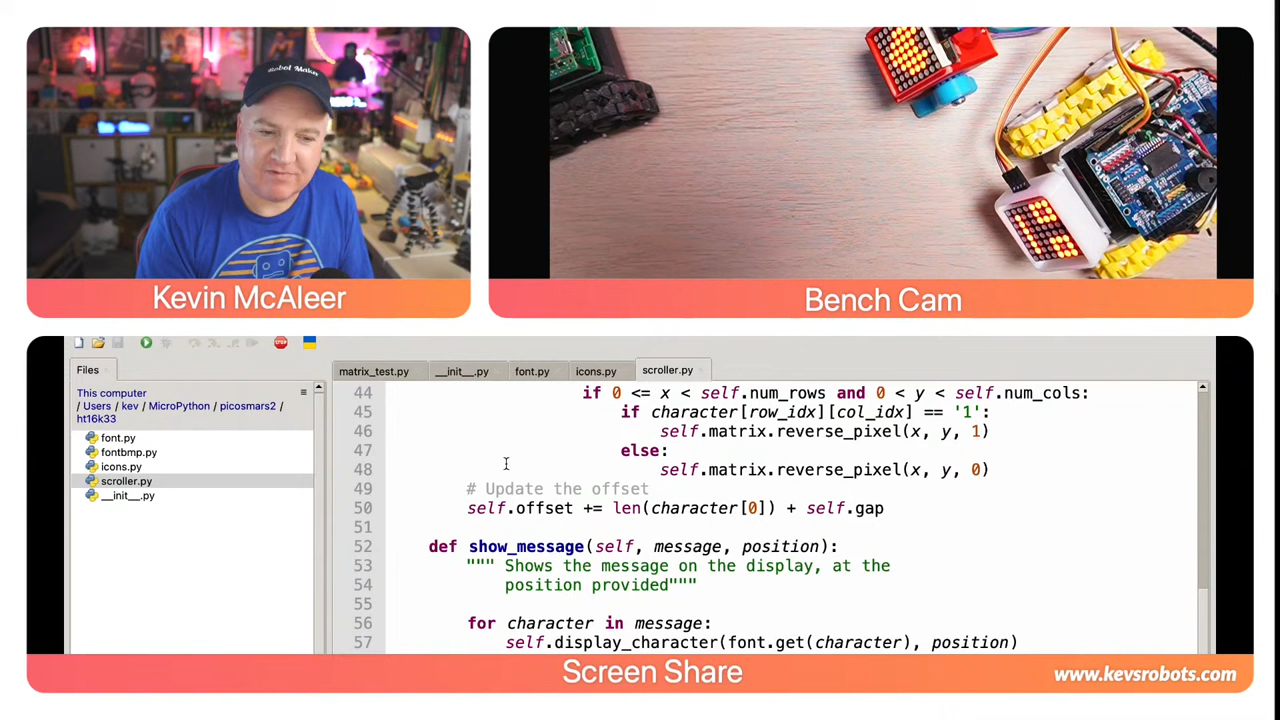 Robot Maker
Kevin McAleer
Bench Cam
Files
This computer
/ Users / kev / MicroPython / picosmars2 /
ht16k33
font.py
fontbmp.py
icons.py
scroller.py
__init__.py
STOP
matrix_test.py
__init__.py
font.py
icons.py
scroller.py
44 if 0 <= x < self.num_rows and 0 < y < self.num_cols:
45 if character[row_idx][col_idx] == '1':
46 self.matrix.reverse_pixel(x, y, 1)
47 else:
48 self.matrix.reverse_pixel(x, y, 0)
49 # Update the offset
50 self.offset += len(character[0]) + self.gap
51
52 def show_message(self, message, position):
53 """ Shows the message on the display, at the
54 position provided"""
55
56 for character in message:
57 self.display_character(font.get(character), position)
Screen Share
www.kevsrobots.com